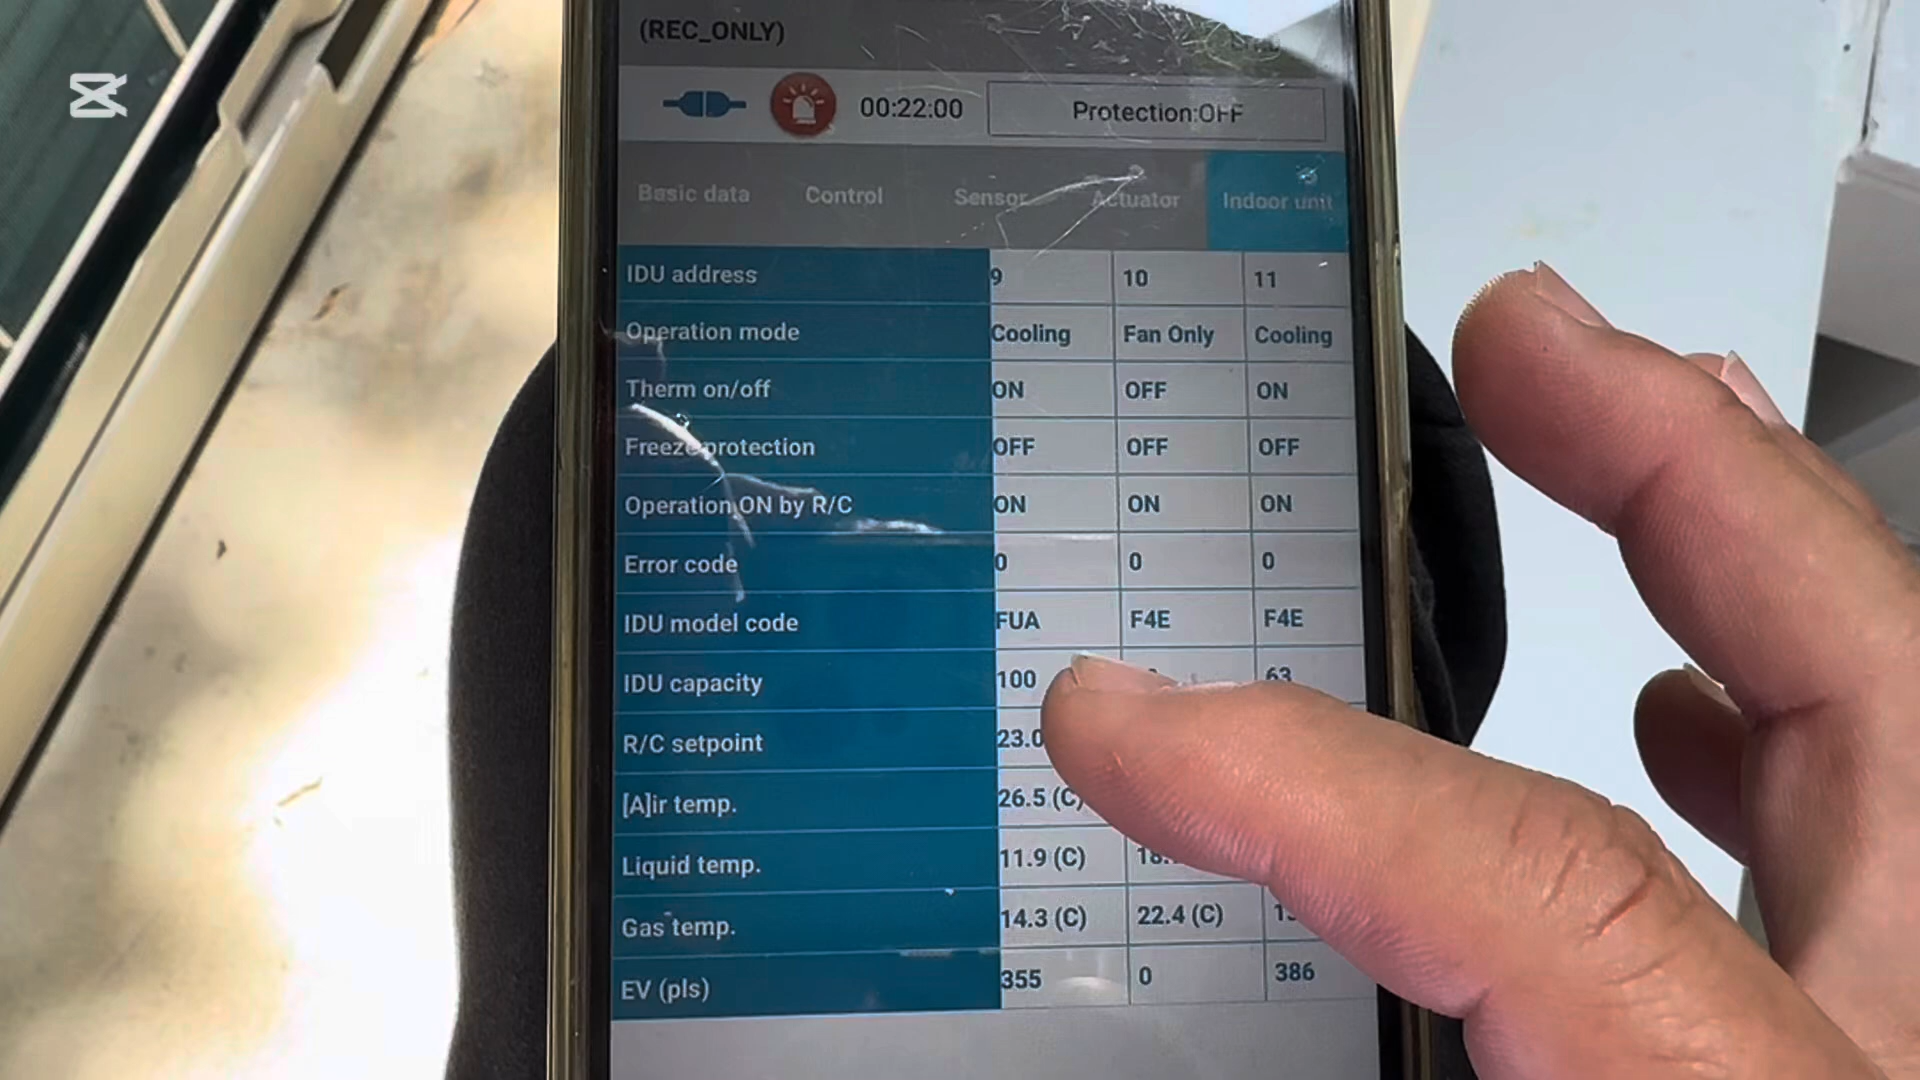 (REC_ONLY)
00:22:00 Protection:OFF
Basic data Control Sensor Actuator Indoor unit
IDU address 9 10 11
Operation mode Cooling Fan Only Cooling
Therm on/off ON OFF ON
Freeze protection OFF OFF OFF
Operation ON by R/C ON ON ON
Error code 0 0 0
IDU model code FUA F4E F4E
IDU capacity 100 63
R/C setpoint 23.0
[A]ir temp. 26.5 (C)
Liquid temp. 11.9 (C)
Gas temp. 14.3 (C) 22.4 (C)
EV (pls) 355 0 386